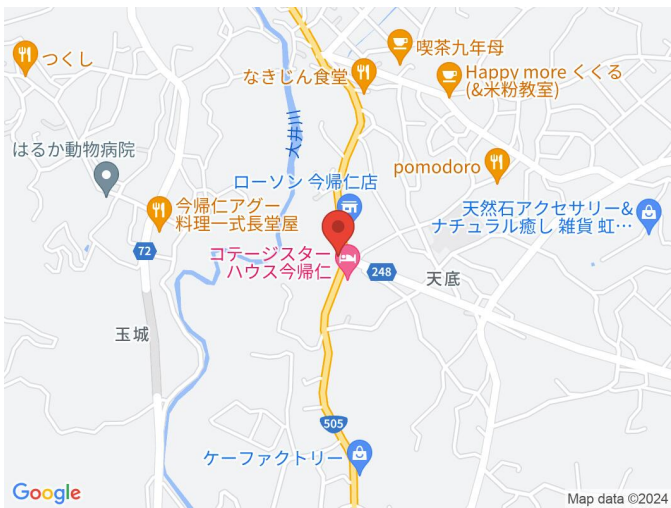 つくし
喫茶九年母
なきじん食堂
Happy more くくる
(&米粉教室)
大井川
はるか動物病院
pomodoro
ローソン 今帰仁店
今帰仁アグー
料理一式長堂屋
天然石アクセサリー&
ナチュラル癒し 雑貨 虹…
72
コテージスター
ハウス今帰仁
248
天底
玉城
505
ケーファクトリー
Google
Map data ©2024